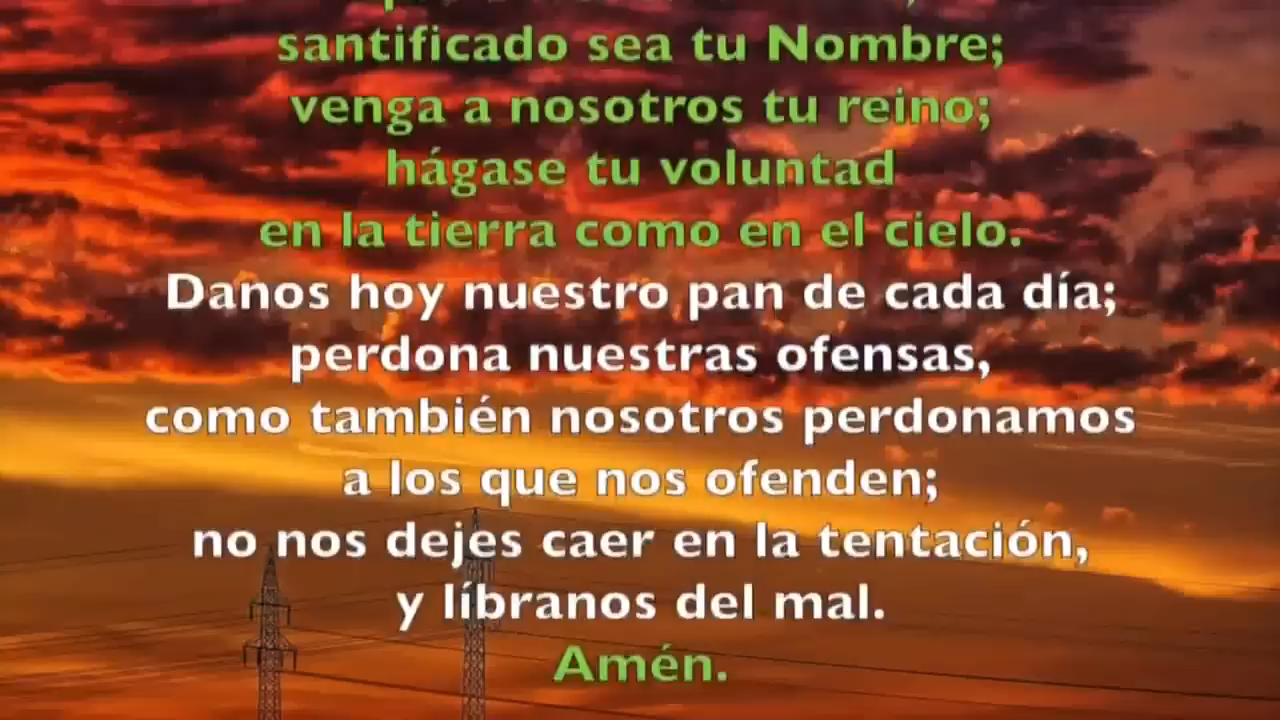 santificado sea tu Nombre;
venga a nosotros tu reino;
hágase tu voluntad
en la tierra como en el cielo.
Danos hoy nuestro pan de cada día;
perdona nuestras ofensas,
como también nosotros perdonamos
a los que nos ofenden;
no nos dejes caer en la tentación,
y líbranos del mal.
Amén.